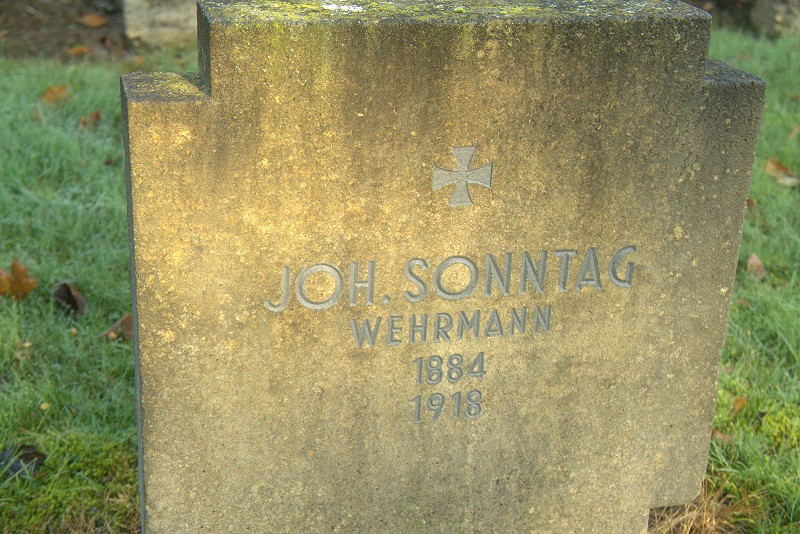 JOH. SONNTAG
WEHRMANN
1884
1918